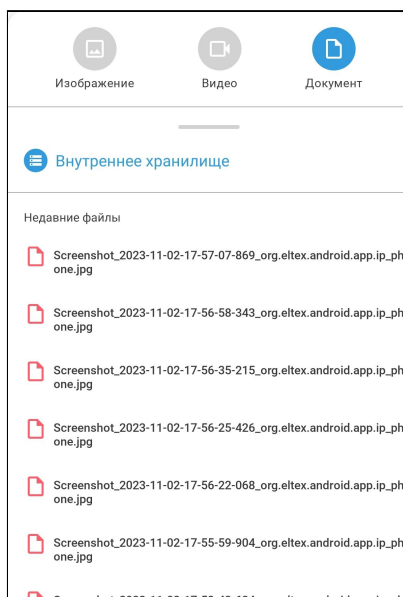 Изображение Видео Документ
Внутреннее хранилище
Недавние файлы
Screenshot_2023-11-02-17-57-07-869_org.eltex.android.app.ip_ph
one.jpg
Screenshot_2023-11-02-17-56-58-343_org.eltex.android.app.ip_ph
one.jpg
Screenshot_2023-11-02-17-56-35-215_org.eltex.android.app.ip_ph
one.jpg
Screenshot_2023-11-02-17-56-25-426_org.eltex.android.app.ip_ph
one.jpg
Screenshot_2023-11-02-17-56-22-068_org.eltex.android.app.ip_ph
one.jpg
Screenshot_2023-11-02-17-55-59-904_org.eltex.android.app.ip_ph
one.jpg